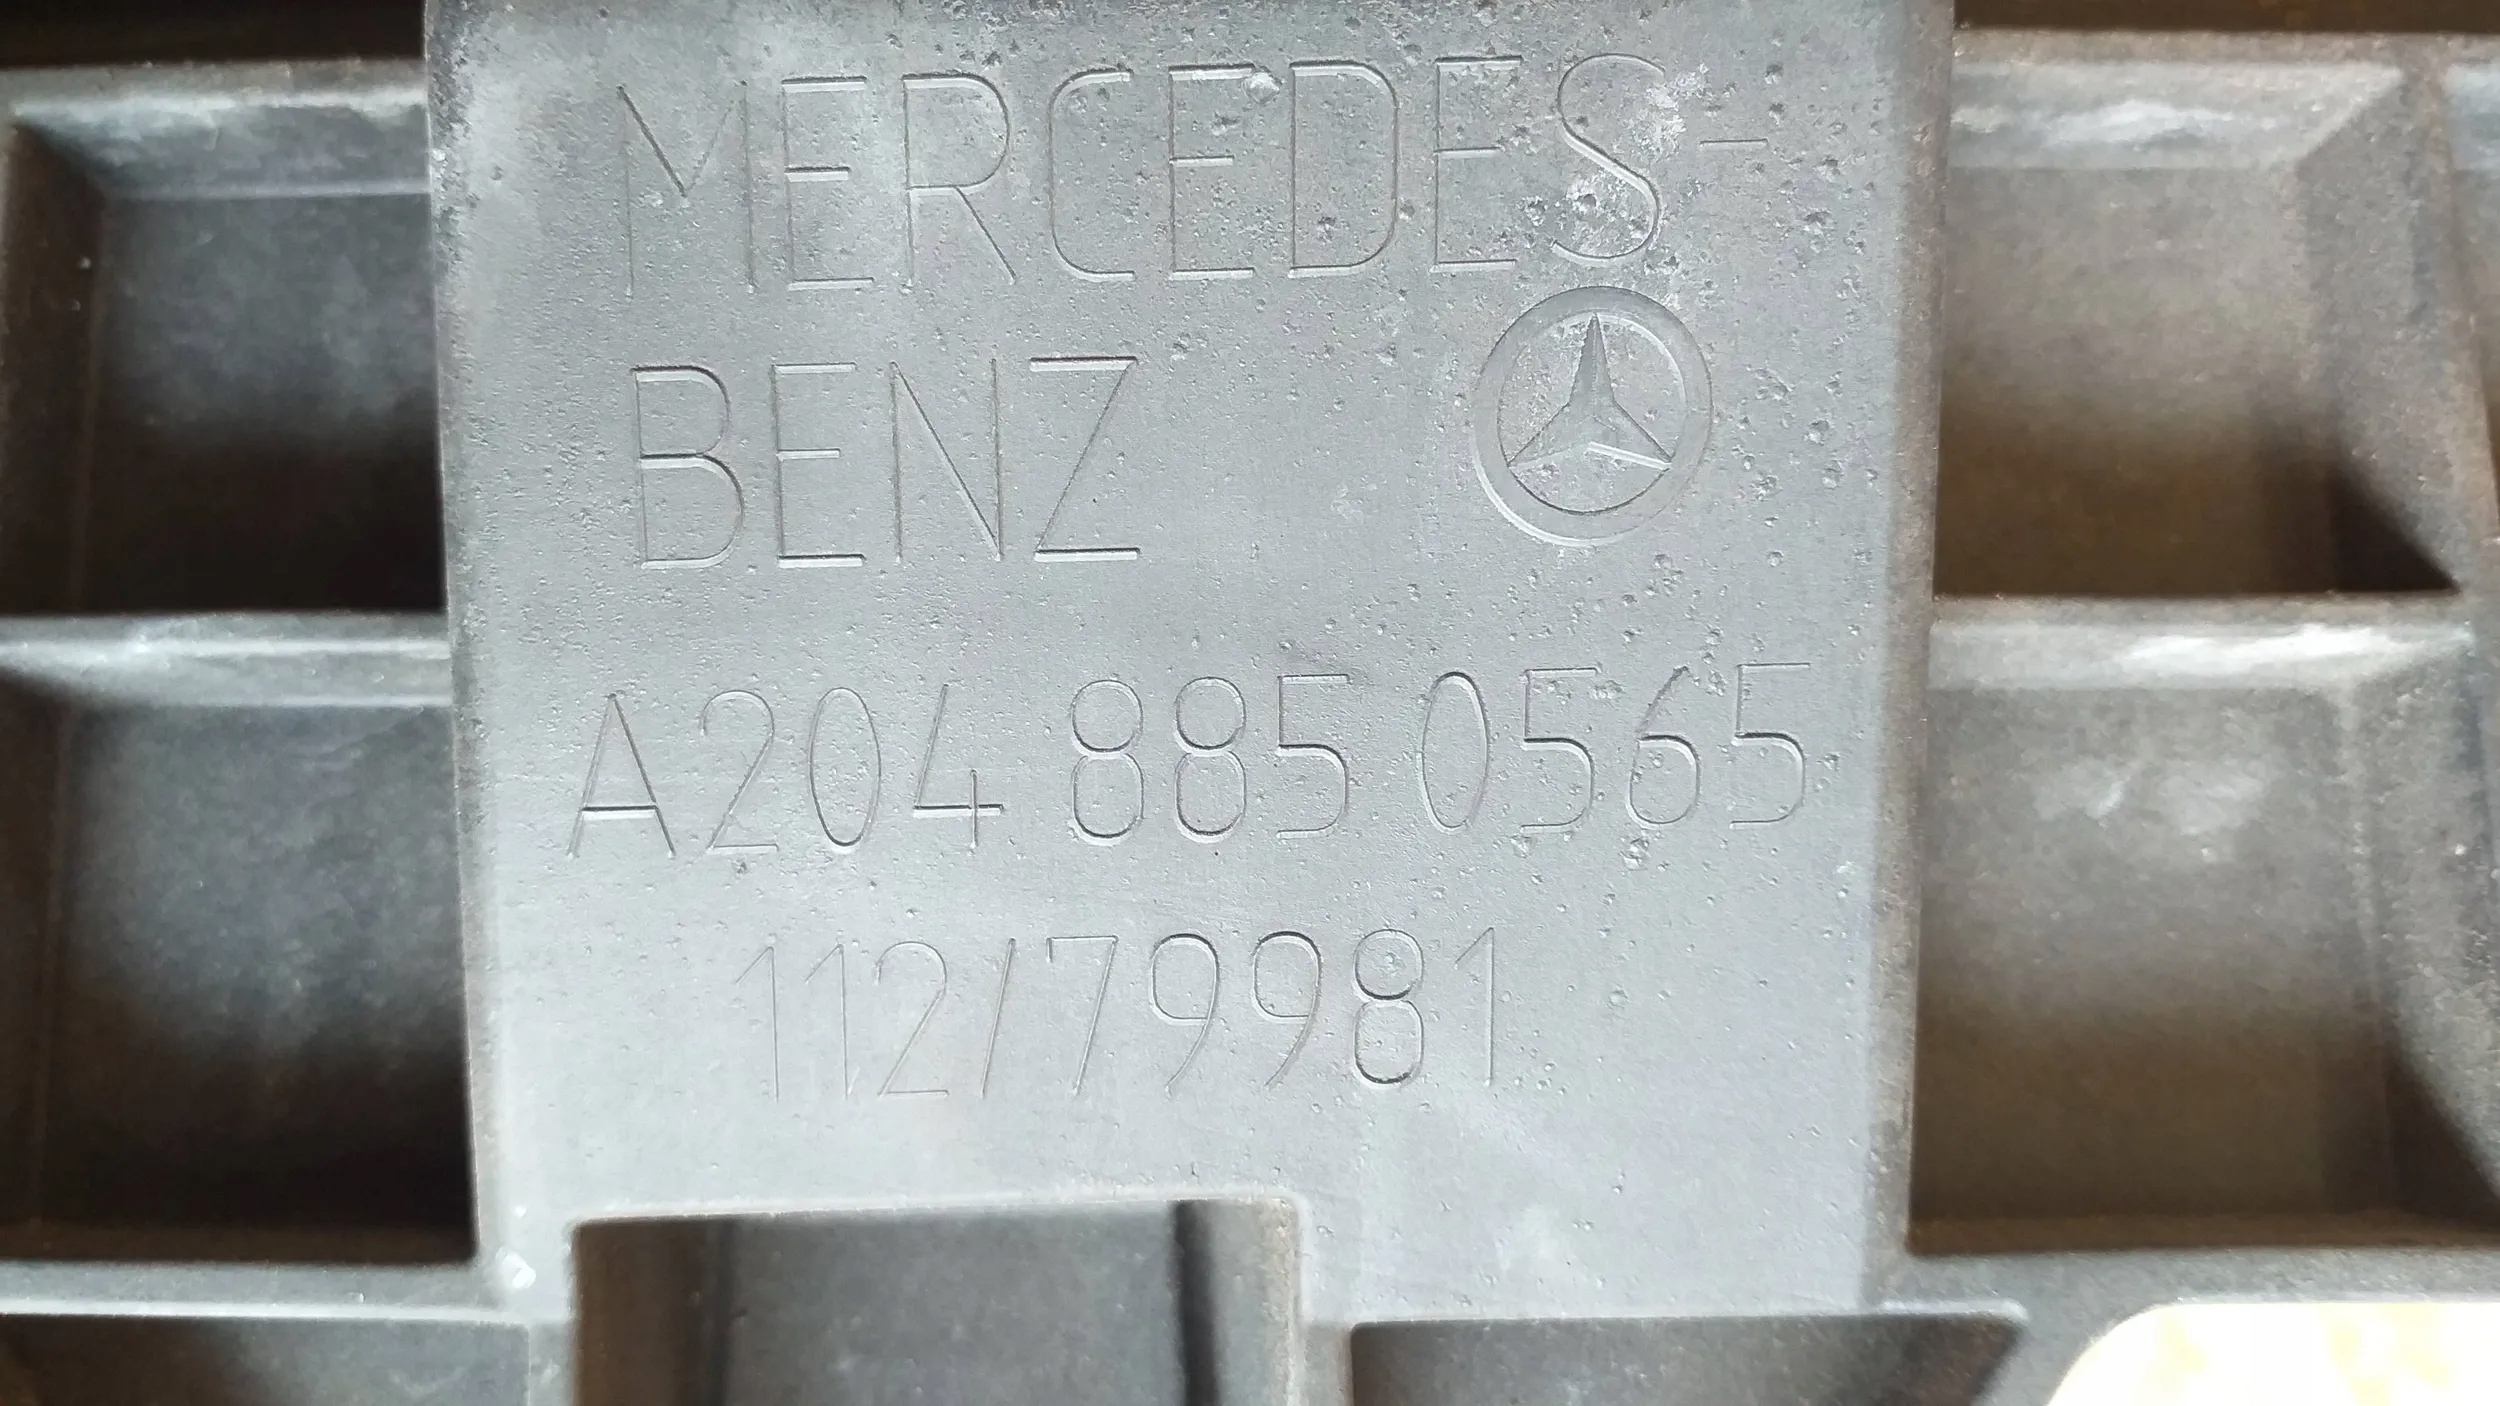 MERCEDES-
BENZ
A204 885 0565
112/79981